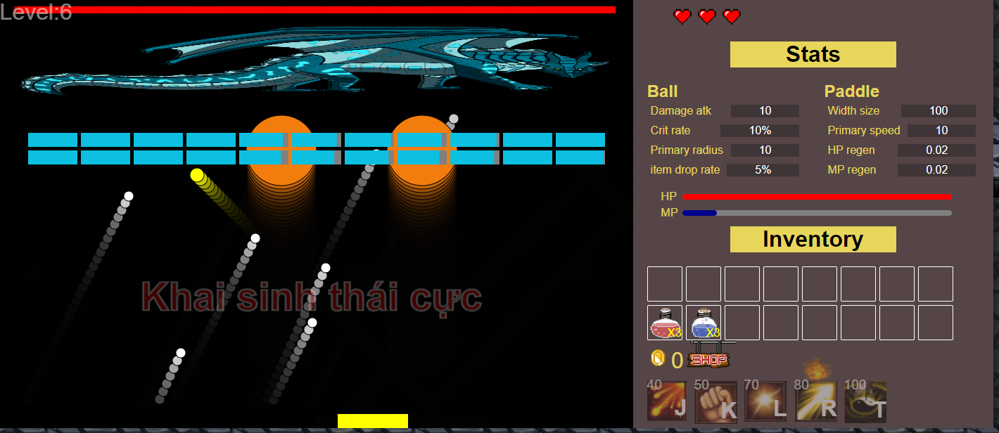 Level:6
Khai sinh thái cực
Stats
Ball
Damage atk 10
Crit rate 10%
Primary radius 10
item drop rate 5%
Paddle
Width size 100
Primary speed 10
HP regen 0.02
MP regen 0.02
HP
MP
Inventory
X3 X3
0 SHOP
40 50 70 80 100
J K L R T